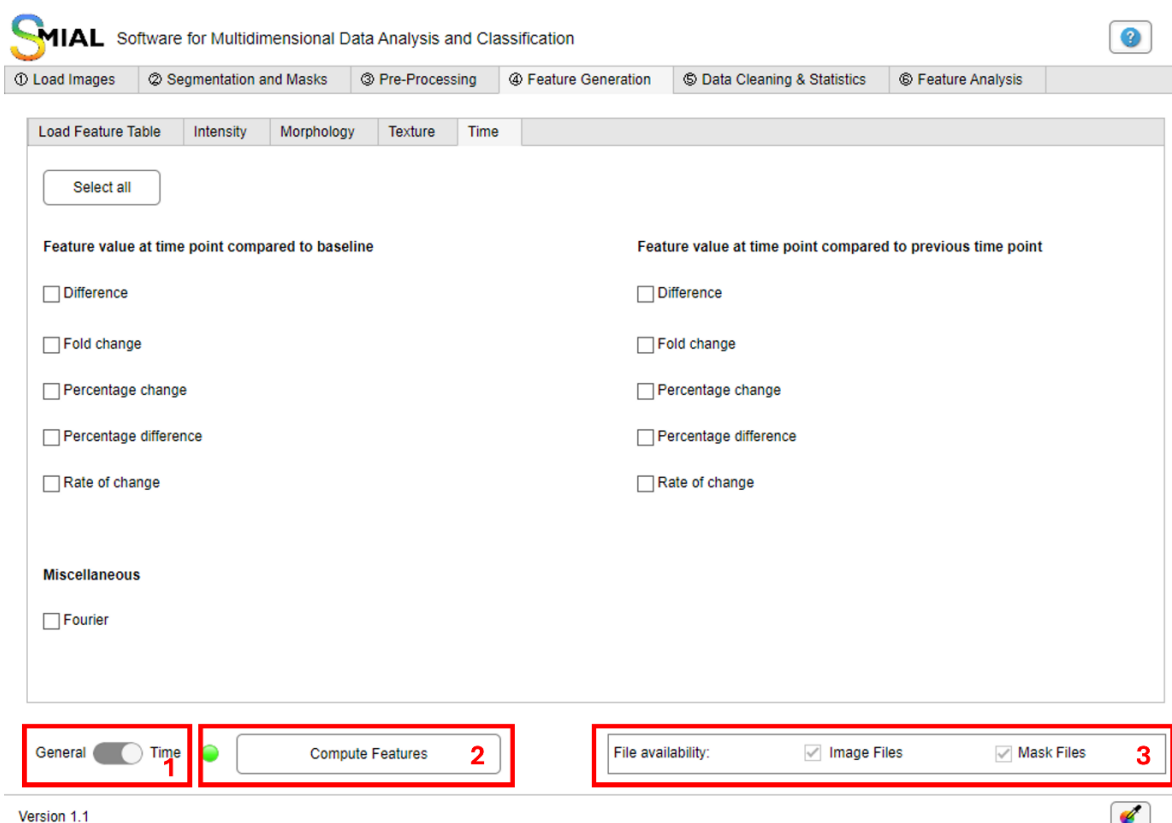 SMIAL Software for Multidimensional Data Analysis and Classification ?
① Load Images ② Segmentation and Masks ③ Pre-Processing ④ Feature Generation ⑤ Data Cleaning & Statistics ⑥ Feature Analysis
Load Feature Table Intensity Morphology Texture Time
Select all
Feature value at time point compared to baseline Feature value at time point compared to previous time point
Difference Difference
Fold change Fold change
Percentage change Percentage change
Percentage difference Percentage difference
Rate of change Rate of change
Miscellaneous
Fourier
General Time 1 Compute Features 2 File availability: Image Files Mask Files 3
Version 1.1